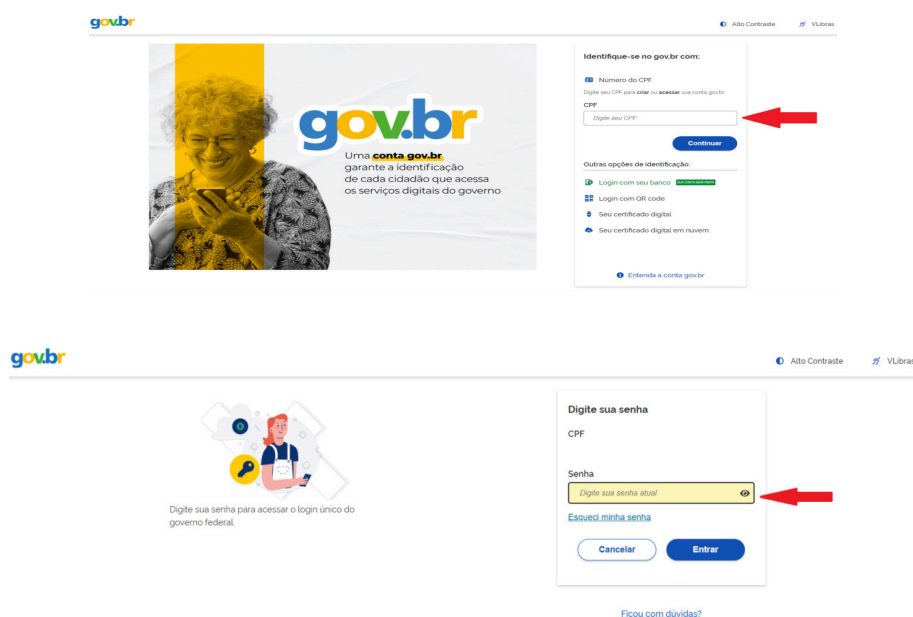 gov.br
Alto Contraste
VLibras
gov.br
Uma conta gov.br
garante a identificação
de cada cidadão que acessa
os serviços digitais do governo
Identifique-se no gov.br com:
Número do CPF
Digite seu CPF para criar ou acessar sua conta gov.br
CPF
Digite seu CPF
Continuar
Outras opções de identificação:
Login com seu banco
SUA CONTA SERÁ PRATA
Login com QR code
Seu certificado digital
Seu certificado digital em nuvem
Entenda a conta gov.br
gov.br
Alto Contraste
VLibras
Digite sua senha para acessar o login único do
governo federal.
Digite sua senha
CPF
Senha
Digite sua senha atual
Esqueci minha senha
Cancelar
Entrar
Ficou com dúvidas?